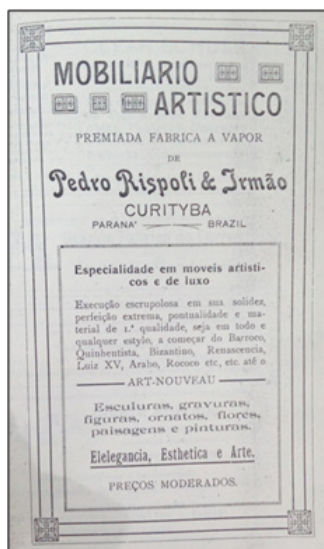 MOBILIARIO
ARTISTICO
PREMIADA FABRICA A VAPOR
DE
Pedro Rispoli & Irmão
CURITYBA
PARANA' BRAZIL
Especialidade em moveis artisti-
cos e de luxo
Execução escrupolosa em sua solidez,
perfeição extrema, pontualidade e ma-
terial de 1.ª qualidade, seja em todo e
qualquer estylo, a começar do Barroco,
Quinhentista, Bizantino, Renascencia,
Luiz XV, Arabo, Rococo etc, etc. até o
ART-NOUVEAU
Esculturas, gravuras,
figuras, ornatos, flores,
paisagens e pinturas.
Elelegancia, Esthetica e Arte.
PREÇOS MODERADOS.